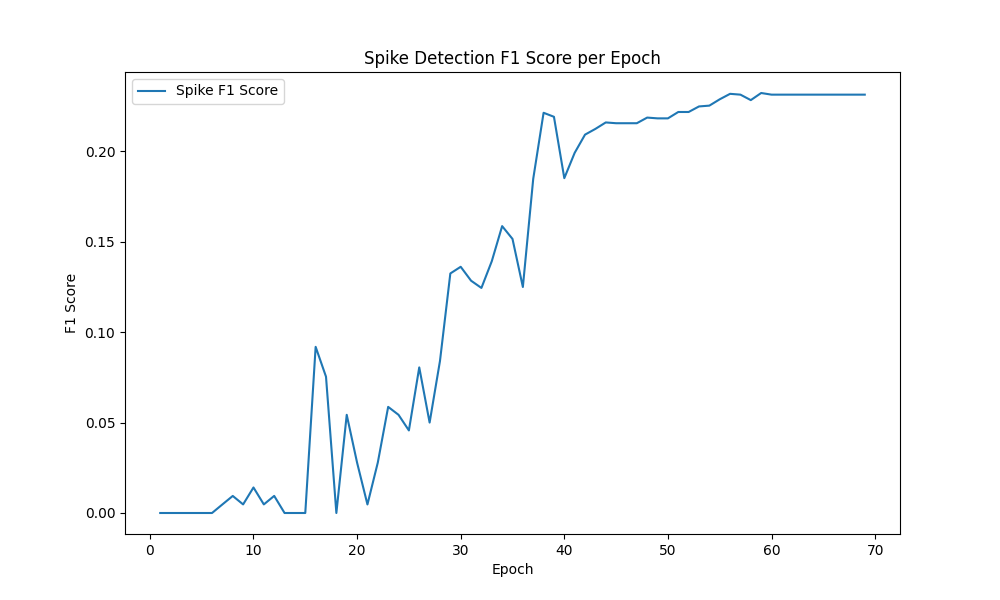 Spike Detection F1 Score per Epoch
Spike F1 Score
F1 Score
0.20
0.15
0.10
0.05
0.00
0 10 20 30 40 50 60 70
Epoch